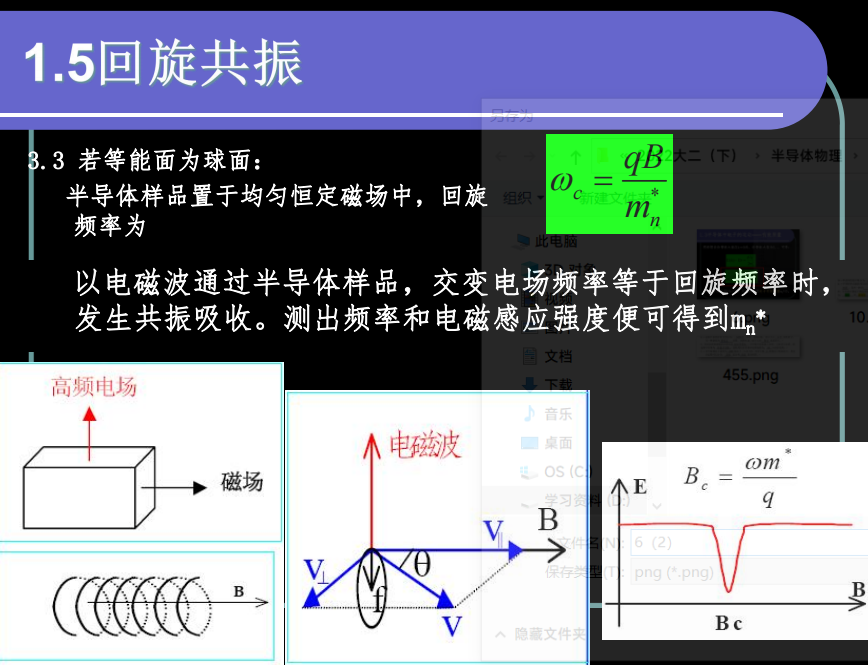 1.5回旋共振
另存为
大二（下） › 半导体物理
3.3 若等能面为球面：
ω_c = qB / m_n^*
组织 新建文件夹
半导体样品置于均匀恒定磁场中，回旋
频率为
此电脑
3D 对象
以电磁波通过半导体样品，交变电场频率等于回旋频率时，
发生共振吸收。测出频率和电磁感应强度便可得到m_n*
10.
文档
455.png
下载
音乐
桌面
OS (C:)
学习资料 (D:)
文件名(N): 6 (2)
保存类型(T): png (*.png)
隐藏文件夹
高频电场
磁场
B
电磁波
B
V∥
V⊥
θ
f
V
E
B_c = ωm^* / q
B
Bc